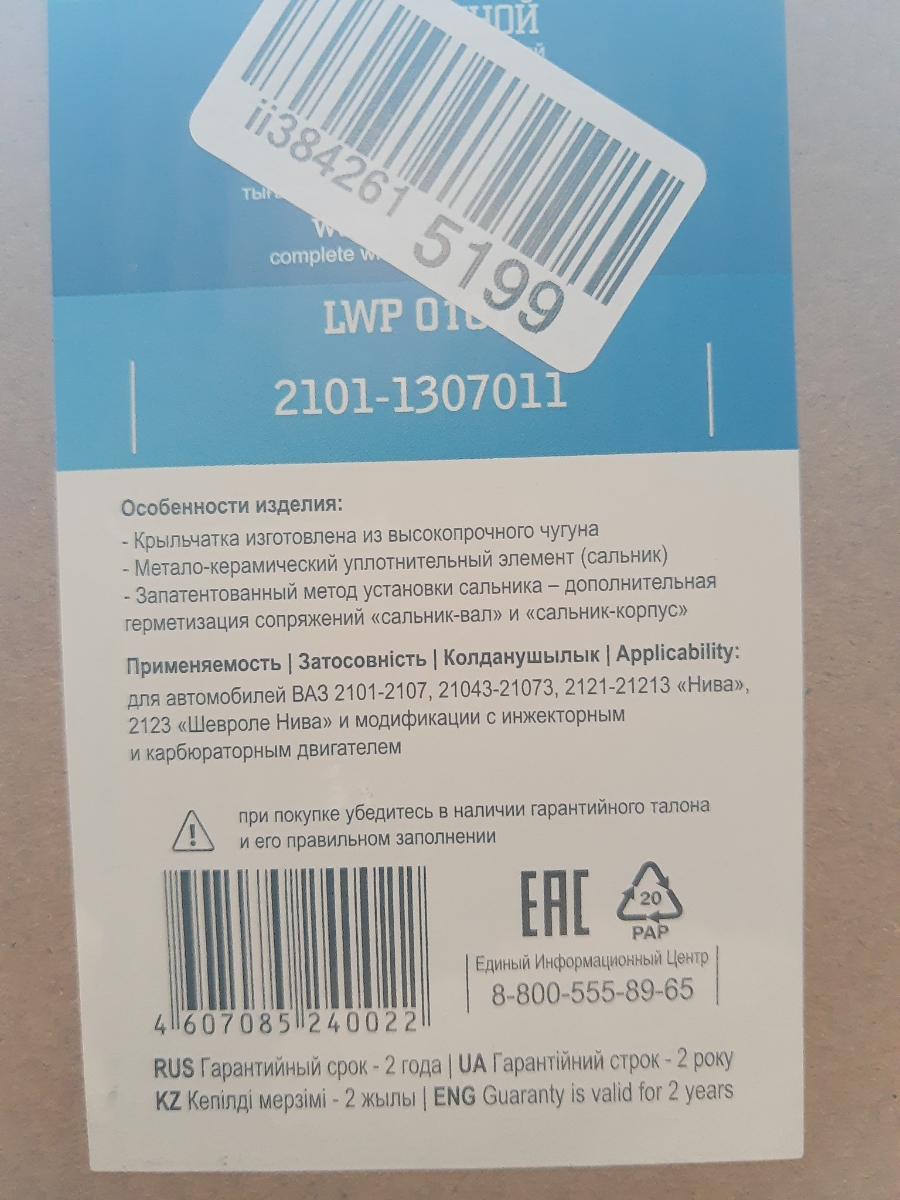 НОЙ
ii384261 5199
complete
LWP
2101-1307011
Особенности изделия:
- Крыльчатка изготовлена из высокопрочного чугуна
- Метало-керамический уплотнительный элемент (сальник)
- Запатентованный метод установки сальника – дополнительная
герметизация сопряжений «сальник-вал» и «сальник-корпус»
Применяемость | Затосовність | Колданушылык | Applicability:
для автомобилей ВАЗ 2101-2107, 21043-21073, 2121-21213 «Нива»,
2123 «Шевроле Нива» и модификации с инжекторным
и карбюраторным двигателем
при покупке убедитесь в наличии гарантийного талона
и его правильном заполнении
EAC
20
PAP
Единый Информационный Центр
8-800-555-89-65
4 607085 240022
RUS Гарантийный срок - 2 года | UA Гарантійний строк - 2 року
KZ Кепілді мерзімі - 2 жылы | ENG Guaranty is valid for 2 years